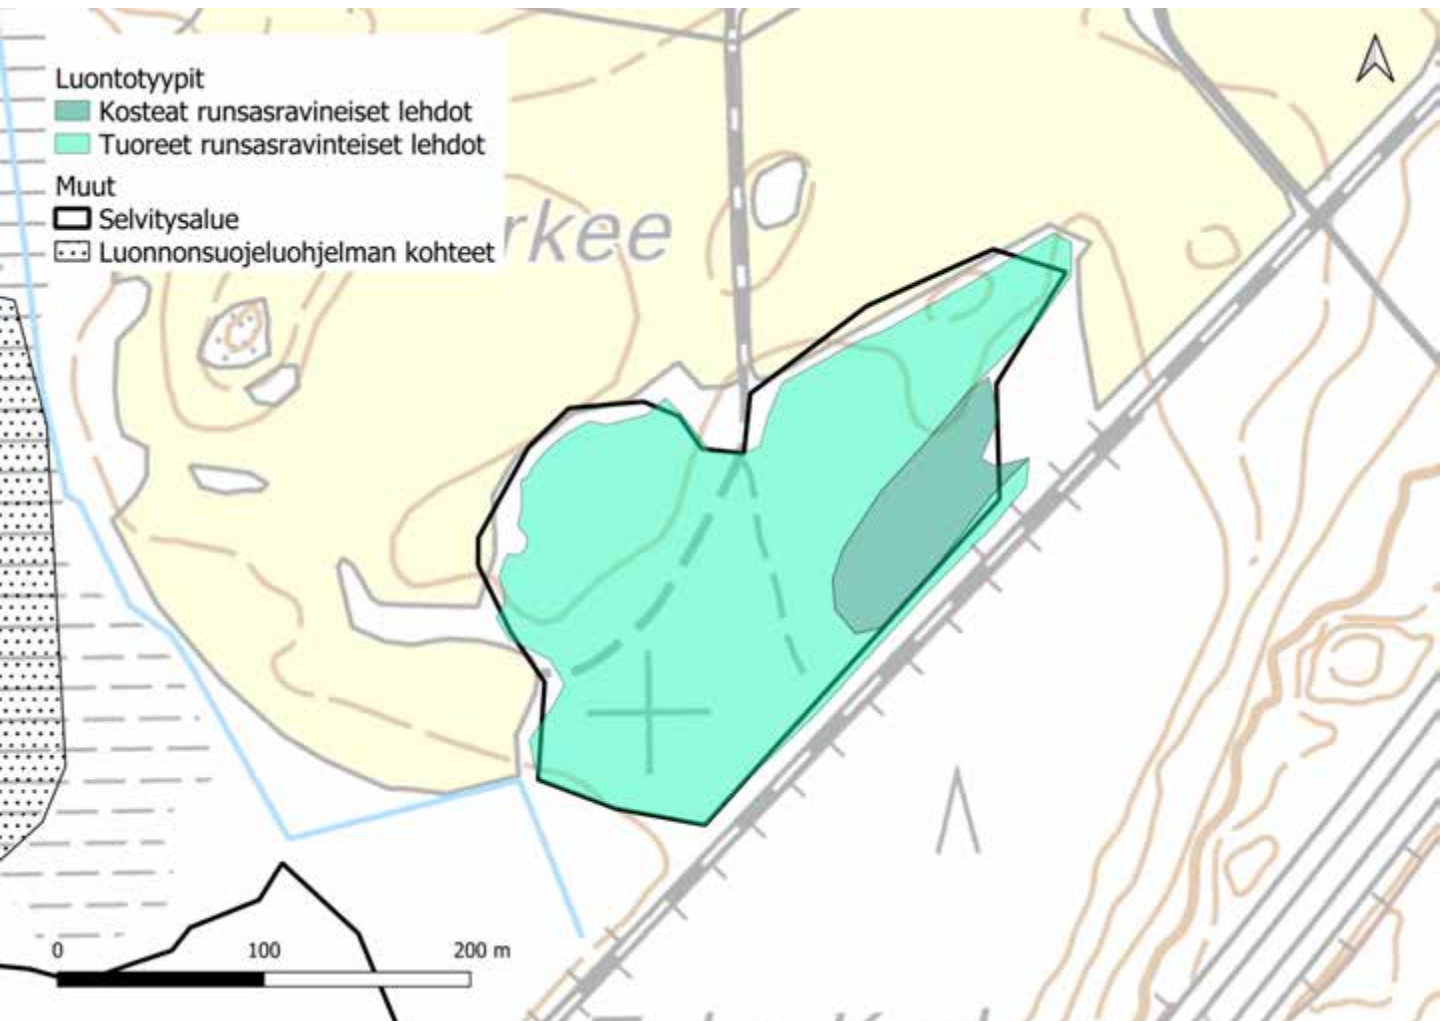 Luontotyypit
Kosteat runsasravineiset lehdot
Tuoreet runsasravinteiset lehdot
Muut
Selvitysalue
Luonnonsuojeluohjelman kohteet
rkee
0 100 200 m